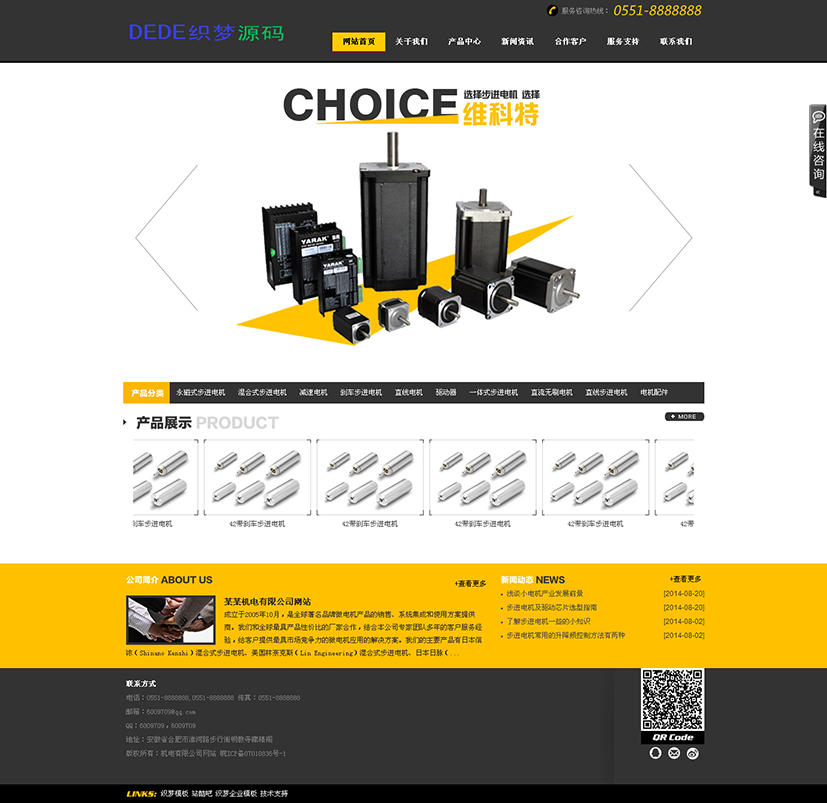 服务咨询热线： 0551-8888888
DEDE织梦源码
网站首页 关于我们 产品中心 新闻资讯 合作客户 服务支持 联系我们
CHOICE 选择步进电机 选择
维科特
在线咨询
YARAK
YARAK
产品分类 永磁式步进电机 混合式步进电机 减速电机 刹车步进电机 直线电机 驱动器 一体式步进电机 直流无刷电机 直线步进电机 电机配件
产品展示 PRODUCT + MORE
刹车步进电机 42带刹车步进电机 42带刹车步进电机 42带刹车步进电机 42带刹车步进电机 42带
公司简介 ABOUT US +查看更多
某某机电有限公司网站
成立于2005年10月，是全球著名品牌微电机产品的销售、系统集成和使用方案提供
商。我们和全球最具产品性价比的厂家合作，结合本公司专家团队多年的客户服务经
验，给客户提供最具市场竞争力的微电机应用的解决方案。我们的主要产品有日本信
浓（Shinano Kenshi）混合式步进电机、美国林奈克斯（Lin Engineering）混合式步进电机、日本日脉（...
新闻动态 NEWS +查看更多
浅谈小电机产业发展前景 [2014-08-20]
步进电机及驱动芯片选型指南 [2014-08-20]
了解步进电机一些的小知识 [2014-08-02]
步进电机常用的升降频控制方法有两种 [2014-08-02]
联系方式
电话：0551-8888888,0551-8888888 传真：0551-8888888
邮箱：6009709@qq.com
QQ：6009709，6009709
地址：安徽省合肥市
版权所有：机电有限公司网站 皖ICP备07010836号-1
QR Code
LINKS: 织梦模板 站酷吧 织梦企业模板 技术支持